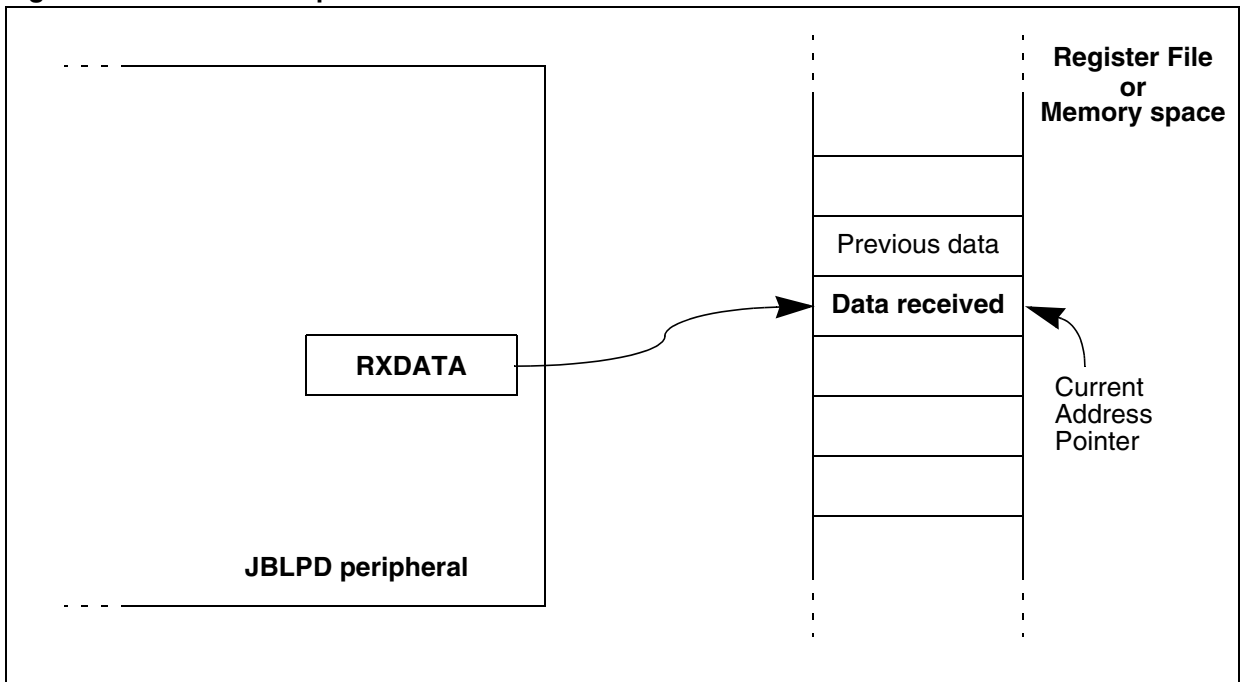 Register File
or
Memory space
Previous data
Data received
RXDATA
Current
Address
Pointer
JBLPD peripheral